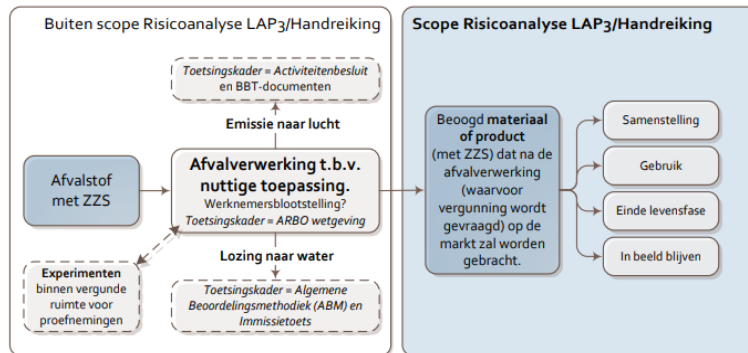 Buiten scope Risicoanalyse LAP3/Handreiking
Toetsingskader = Activiteitenbesluit
en BBT-documenten
Emissie naar lucht
Afvalstof
met ZZS
Afvalverwerking t.b.v.
nuttige toepassing.
Werknemersblootstelling?
Toetsingskader = ARBO wetgeving
Lozing naar water
Experimenten
binnen vergunde
ruimte voor
proefnemingen
Toetsingskader = Algemene
Beoordelingsmethodiek (ABM) en
Immissietoets
Scope Risicoanalyse LAP3/Handreiking
Beoogd materiaal
of product
(met ZZS) dat na de
afvalverwerking
(waarvoor
vergunning wordt
gevraagd) op de
markt zal worden
gebracht.
Samenstelling
Gebruik
Einde levensfase
In beeld blijven